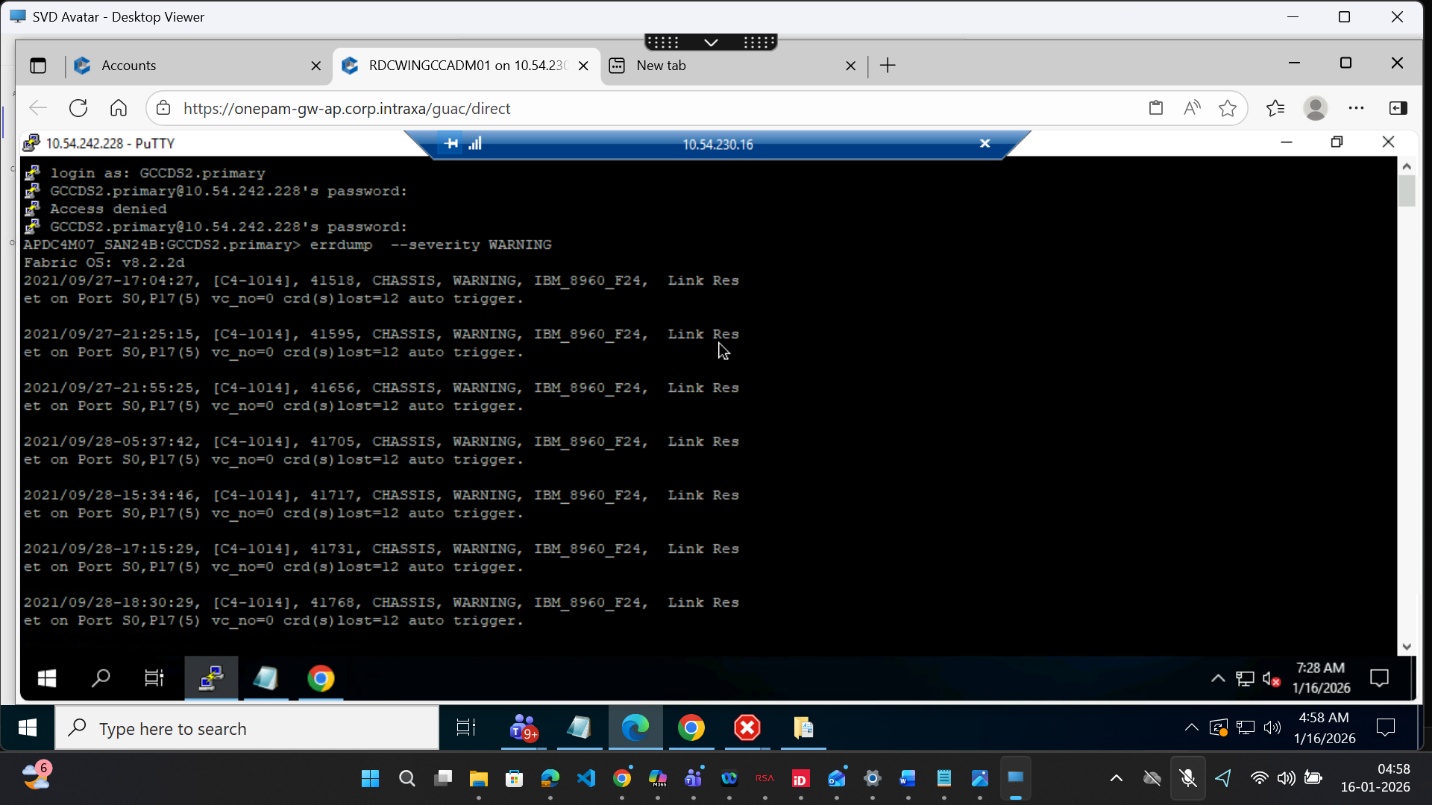 SVD Avatar - Desktop Viewer
Accounts
RDCWINGCCADM01 on 10.54.230
New tab
https://onepam-gw-ap.corp.intraxa/guac/direct
10.54.242.228 - PuTTY
10.54.230.16
login as: GCCDS2.primary
GCCDS2.primary@10.54.242.228's password:
Access denied
GCCDS2.primary@10.54.242.228's password:
APDC4M07_SAN24B:GCCDS2.primary> errdump  --severity WARNING
Fabric OS: v8.2.2d
2021/09/27-17:04:27, [C4-1014], 41518, CHASSIS, WARNING, IBM_8960_F24,  Link Res
et on Port S0,P17(5) vc_no=0 crd(s)lost=12 auto trigger.
2021/09/27-21:25:15, [C4-1014], 41595, CHASSIS, WARNING, IBM_8960_F24,  Link Res
et on Port S0,P17(5) vc_no=0 crd(s)lost=12 auto trigger.
2021/09/27-21:55:25, [C4-1014], 41656, CHASSIS, WARNING, IBM_8960_F24,  Link Res
et on Port S0,P17(5) vc_no=0 crd(s)lost=12 auto trigger.
2021/09/28-05:37:42, [C4-1014], 41705, CHASSIS, WARNING, IBM_8960_F24,  Link Res
et on Port S0,P17(5) vc_no=0 crd(s)lost=12 auto trigger.
2021/09/28-15:34:46, [C4-1014], 41717, CHASSIS, WARNING, IBM_8960_F24,  Link Res
et on Port S0,P17(5) vc_no=0 crd(s)lost=12 auto trigger.
2021/09/28-17:15:29, [C4-1014], 41731, CHASSIS, WARNING, IBM_8960_F24,  Link Res
et on Port S0,P17(5) vc_no=0 crd(s)lost=12 auto trigger.
2021/09/28-18:30:29, [C4-1014], 41768, CHASSIS, WARNING, IBM_8960_F24,  Link Res
et on Port S0,P17(5) vc_no=0 crd(s)lost=12 auto trigger.
7:28 AM
1/16/2026
Type here to search
9+
4:58 AM
1/16/2026
6
RSA
iD
04:58
16-01-2026